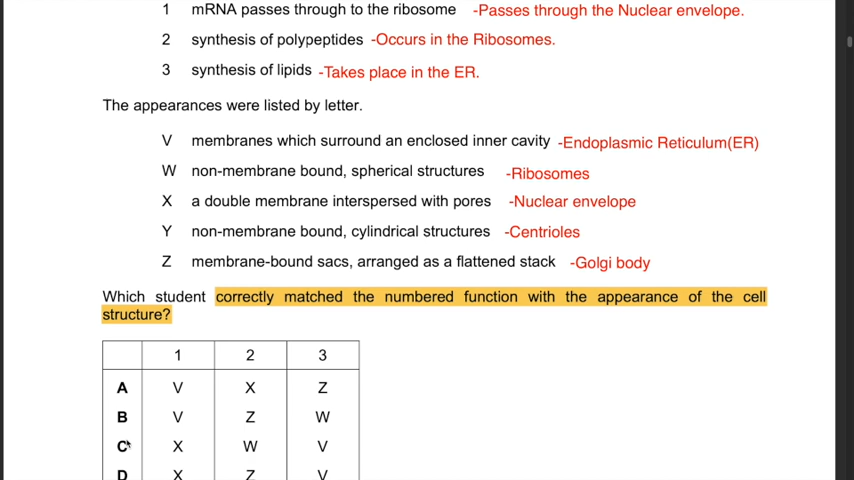 1 mRNA passes through to the ribosome -Passes through the Nuclear envelope.
2 synthesis of polypeptides -Occurs in the Ribosomes.
3 synthesis of lipids -Takes place in the ER.
The appearances were listed by letter.
V membranes which surround an enclosed inner cavity -Endoplasmic Reticulum(ER)
W non-membrane bound, spherical structures -Ribosomes
X a double membrane interspersed with pores -Nuclear envelope
Y non-membrane bound, cylindrical structures -Centrioles
Z membrane-bound sacs, arranged as a flattened stack -Golgi body
Which student correctly matched the numbered function with the appearance of the cell
structure?
1 2 3
A V X Z
B V Z W
C X W V
D X Z V